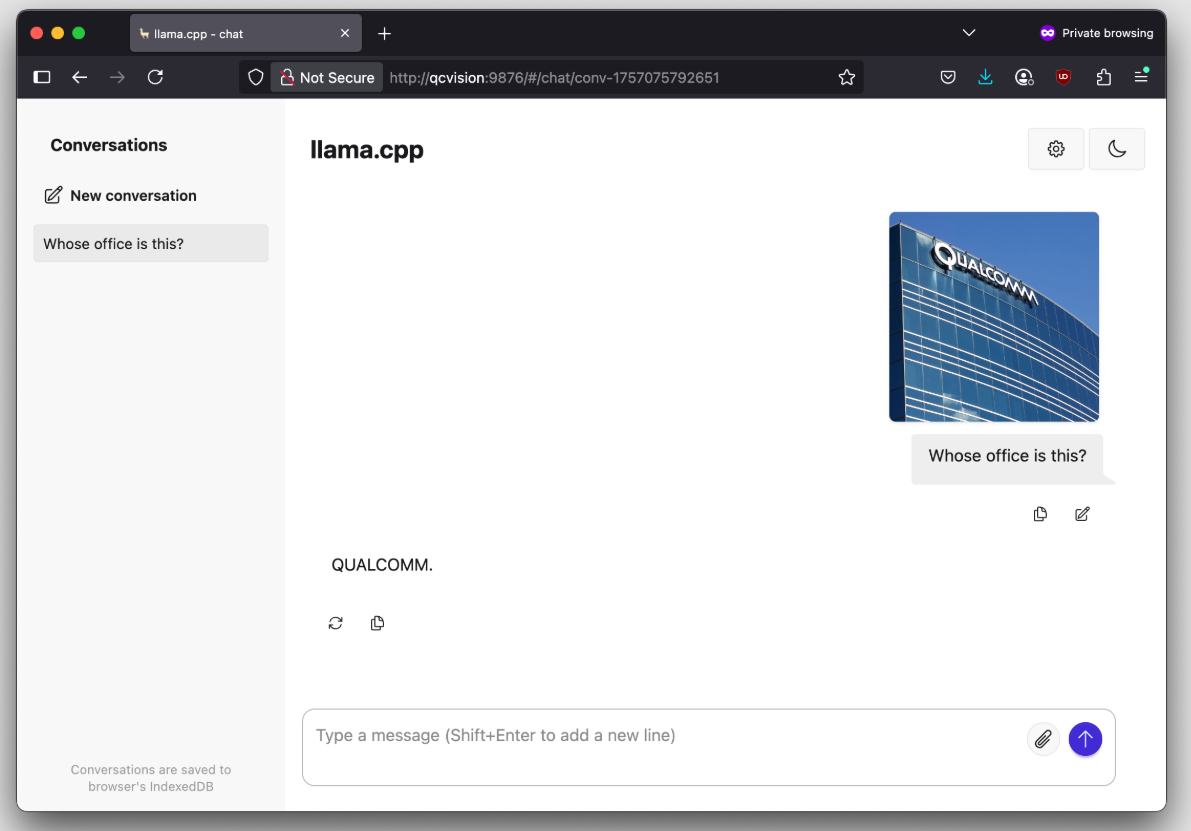 llama.cpp - chat
Private browsing
Not Secure
http://qcvision:9876/#/chat/conv-1757075792651
Conversations
New conversation
Whose office is this?
Conversations are saved to
browser's IndexedDB
llama.cpp
QUALCOMM
Whose office is this?
QUALCOMM.
Type a message (Shift+Enter to add a new line)